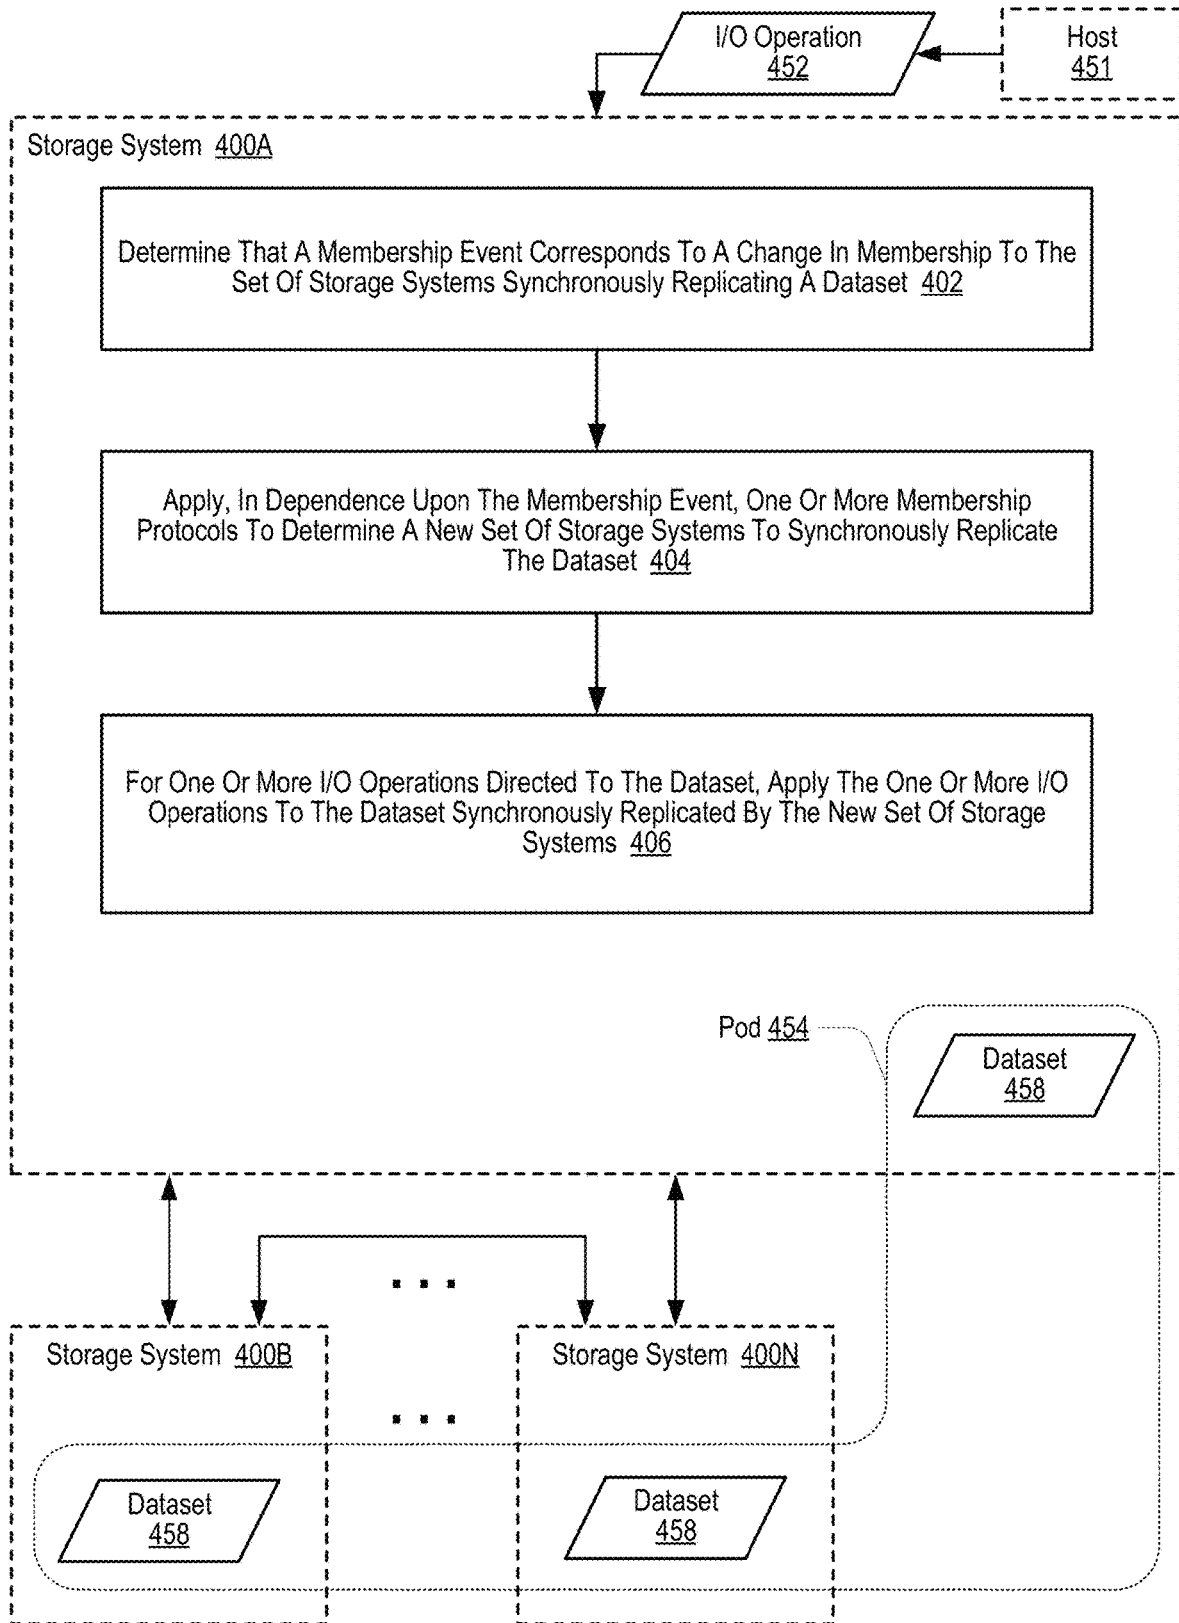 I/O Operation
452
Host
451
Storage System 400A
Determine That A Membership Event Corresponds To A Change In Membership To The
Set Of Storage Systems Synchronously Replicating A Dataset 402
Apply, In Dependence Upon The Membership Event, One Or More Membership
Protocols To Determine A New Set Of Storage Systems To Synchronously Replicate
The Dataset 404
For One Or More I/O Operations Directed To The Dataset, Apply The One Or More I/O
Operations To The Dataset Synchronously Replicated By The New Set Of Storage
Systems 406
Pod 454
Dataset
458
. . .
Storage System 400B
Storage System 400N
. . .
Dataset
458
Dataset
458